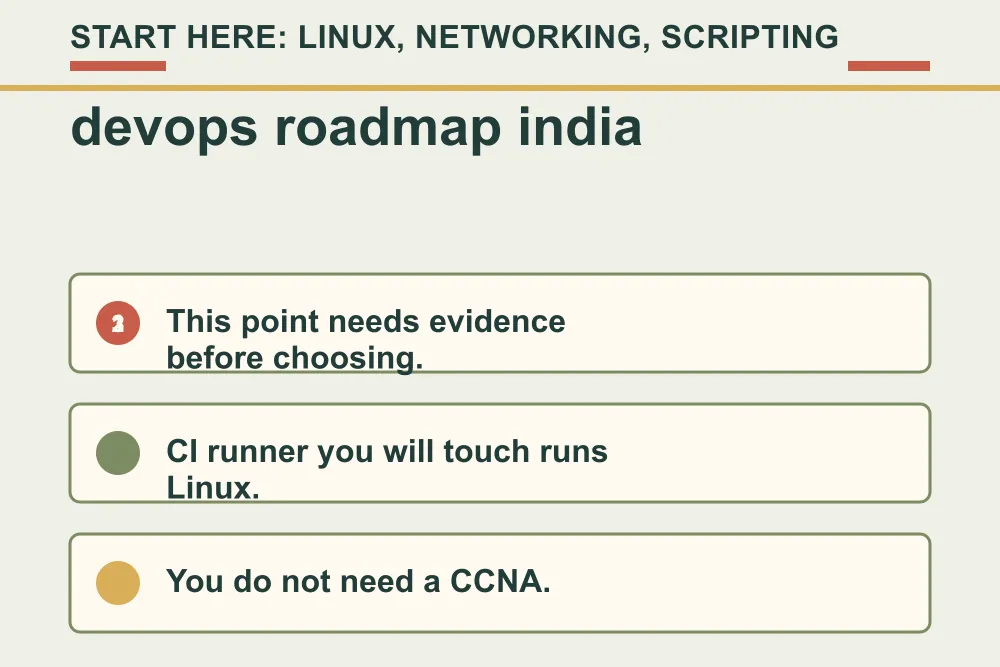 START HERE: LINUX, NETWORKING, SCRIPTING
devops roadmap india
This point needs evidence
before choosing.
CI runner you will touch runs
Linux.
You do not need a CCNA.